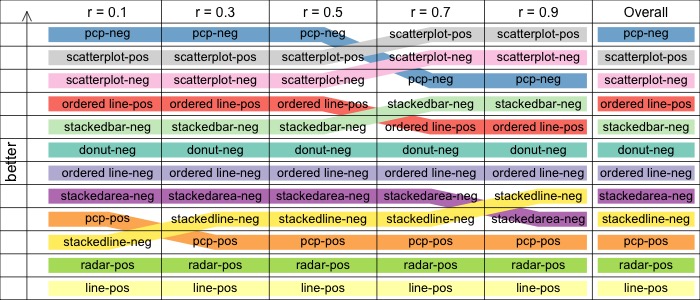 r = 0.1 r = 0.3 r = 0.5 r = 0.7 r = 0.9 Overall
pcp-neg pcp-neg pcp-neg scatterplot-pos scatterplot-pos pcp-neg
scatterplot-pos scatterplot-pos scatterplot-pos scatterplot-neg scatterplot-neg scatterplot-pos
scatterplot-neg scatterplot-neg scatterplot-neg pcp-neg pcp-neg scatterplot-neg
ordered line-pos ordered line-pos ordered line-pos stackedbar-neg stackedbar-neg ordered line-pos
stackedbar-neg stackedbar-neg stackedbar-neg ordered line-pos ordered line-pos stackedbar-neg
donut-neg donut-neg donut-neg donut-neg donut-neg donut-neg
ordered line-neg ordered line-neg ordered line-neg ordered line-neg ordered line-neg ordered line-neg
stackedarea-neg stackedarea-neg stackedarea-neg stackedarea-neg stackedline-neg stackedarea-neg
pcp-pos stackedline-neg stackedline-neg stackedline-neg stackedarea-neg stackedline-neg
stackedline-neg pcp-pos pcp-pos pcp-pos pcp-pos pcp-pos
radar-pos radar-pos radar-pos radar-pos radar-pos radar-pos
line-pos line-pos line-pos line-pos line-pos line-pos
better